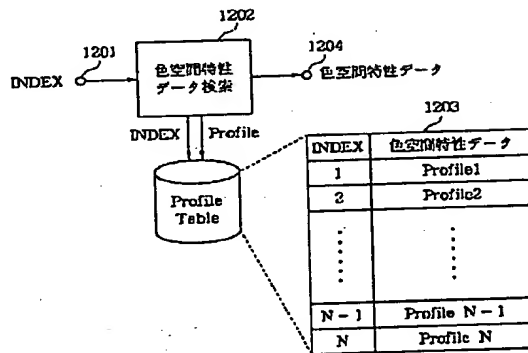 1202
1201
1204
INDEX
色空間特性
データ検索
色空間特性データ
INDEX
Profile
1203
Profile
Table
INDEX 色空間特性データ
1 Profile1
2 Profile2
N-1 Profile N-1
N Profile N